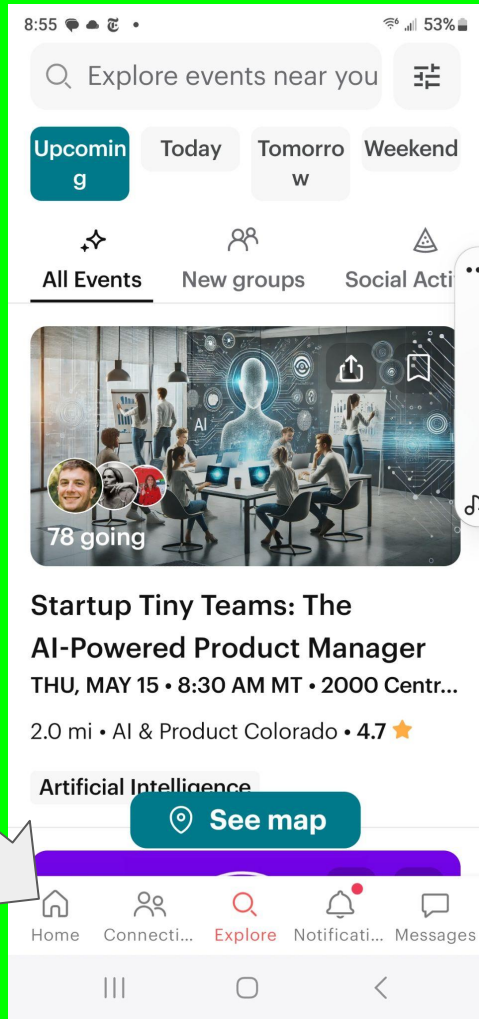 8:55
53%
Explore events near you
Upcomin
g
Today
Tomorro
w
Weekend
All Events
New groups
Social Acti
AI
78 going
Startup Tiny Teams: The
AI-Powered Product Manager
THU, MAY 15 • 8:30 AM MT • 2000 Centr...
2.0 mi • AI & Product Colorado • 4.7
Artificial Intelligence
See map
Home
Connecti...
Explore
Notificati...
Messages